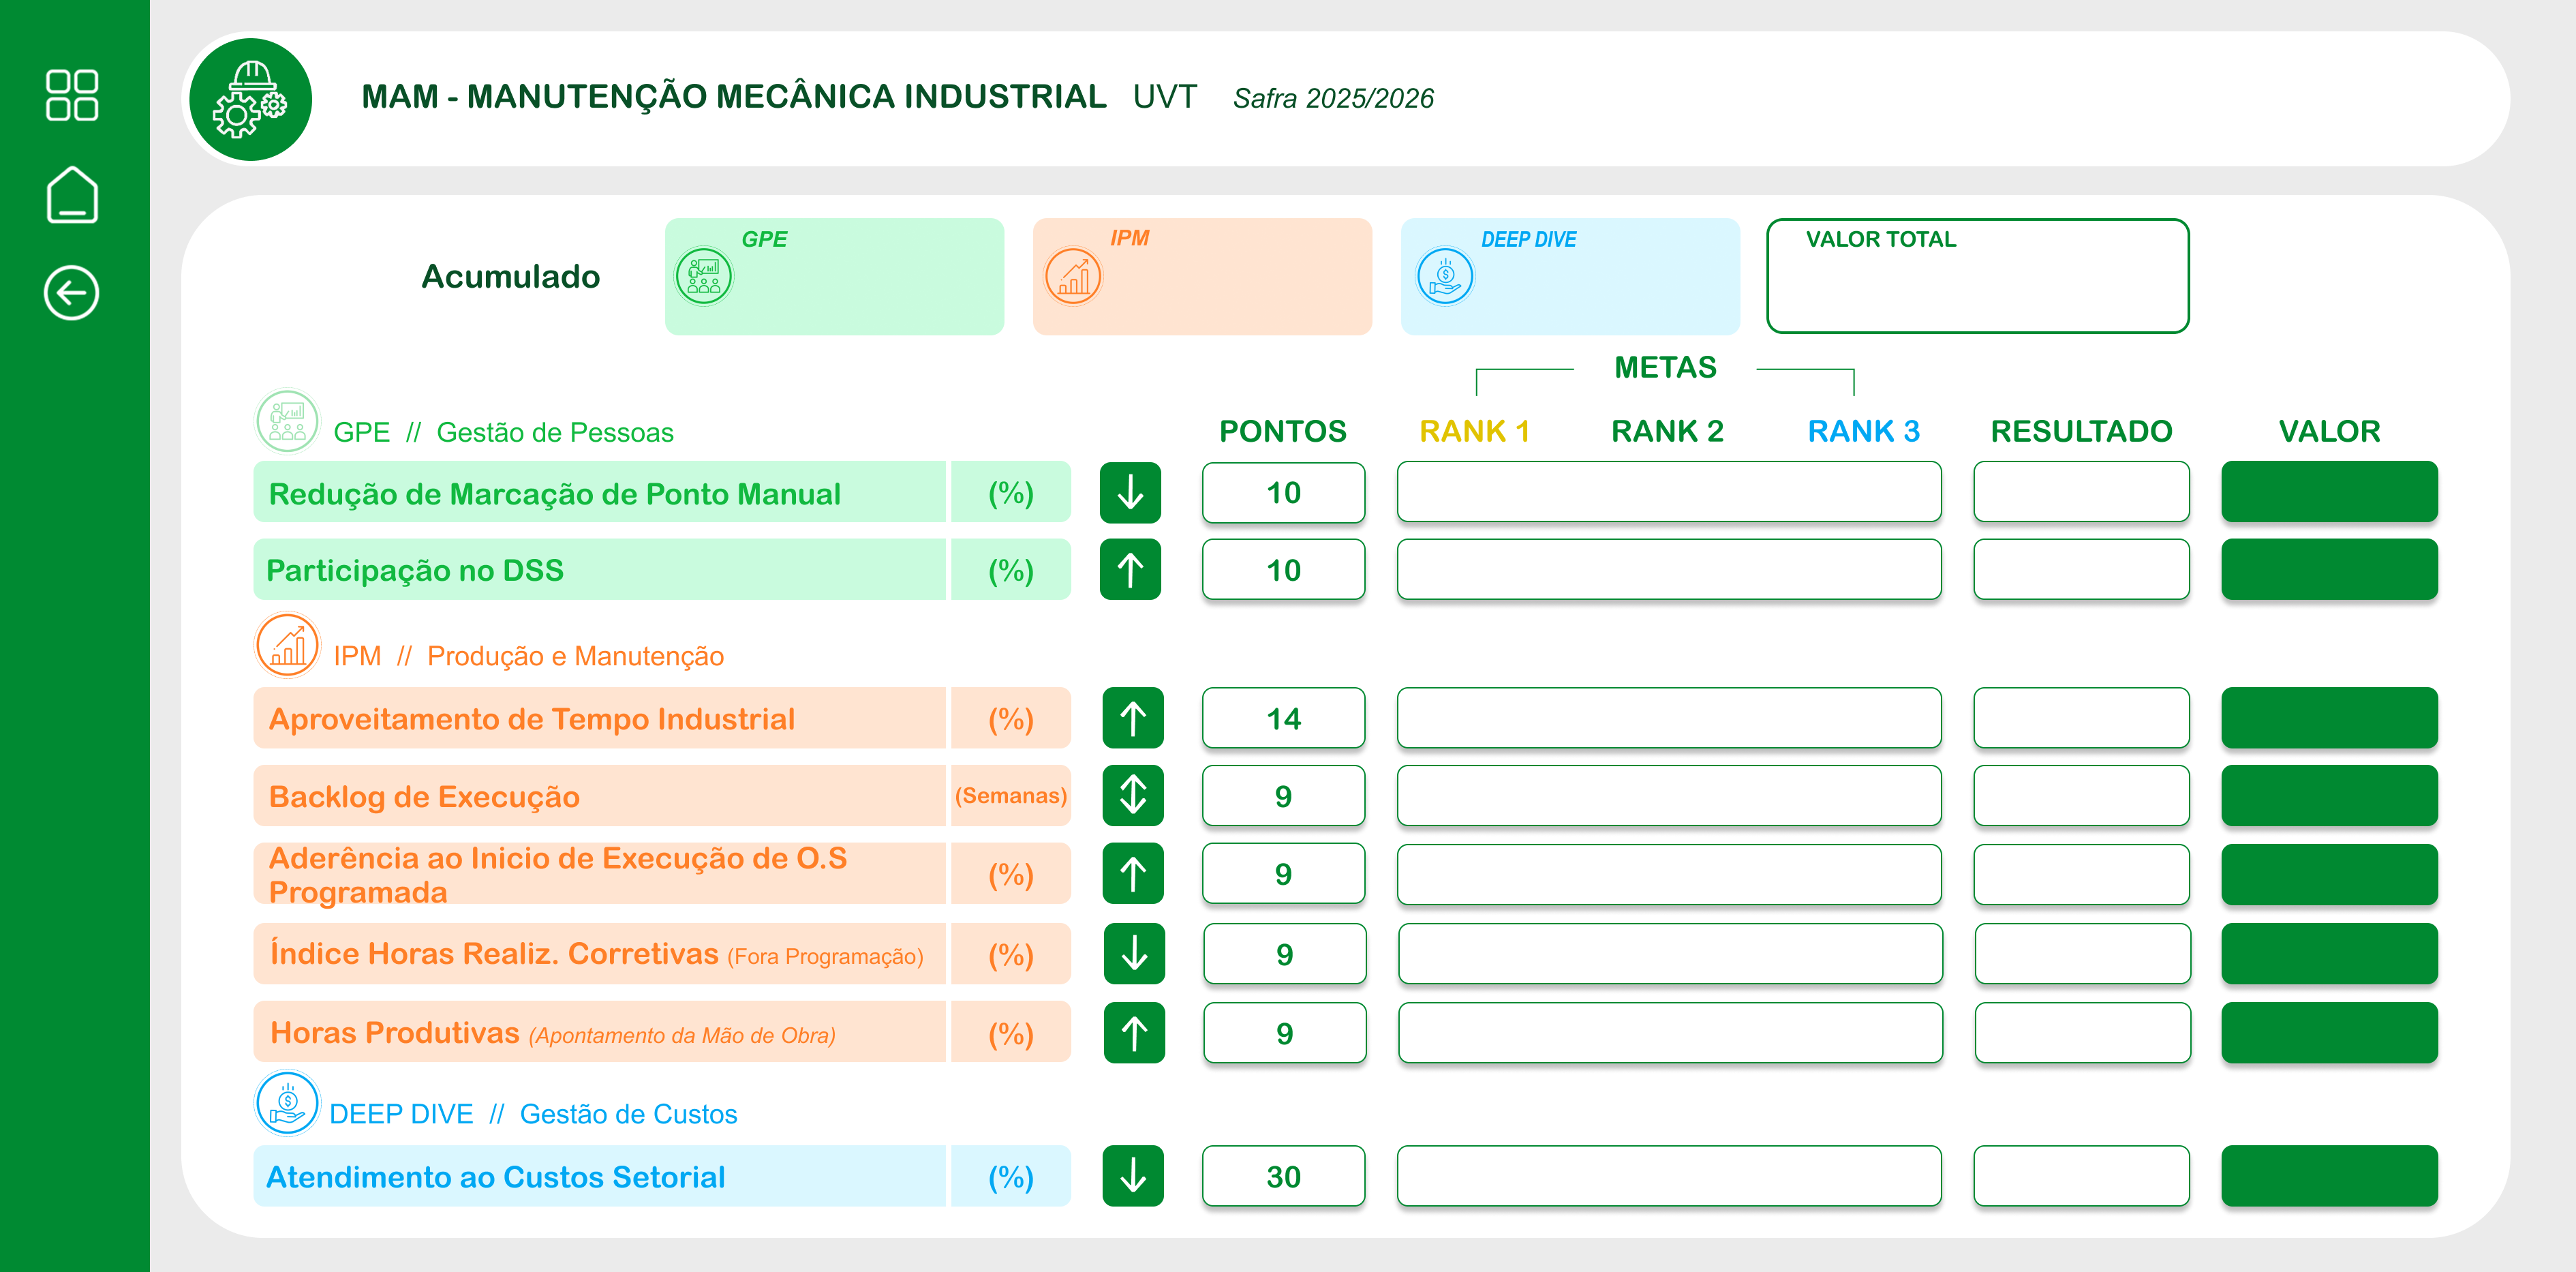 MAM - MANUTENÇÃO MECÂNICA INDUSTRIAL UVT Safra 2025/2026
Acumulado
GPE
IPM
DEEP DIVE
VALOR TOTAL
METAS
GPE // Gestão de Pessoas
PONTOS RANK 1 RANK 2 RANK 3 RESULTADO VALOR
Redução de Marcação de Ponto Manual (%) 10
Participação no DSS (%) 10
IPM // Produção e Manutenção
Aproveitamento de Tempo Industrial (%) 14
Backlog de Execução (Semanas) 9
Aderência ao Inicio de Execução de O.S
Programada (%) 9
Índice Horas Realiz. Corretivas (Fora Programação) (%) 9
Horas Produtivas (Apontamento da Mão de Obra) (%) 9
DEEP DIVE // Gestão de Custos
Atendimento ao Custos Setorial (%) 30